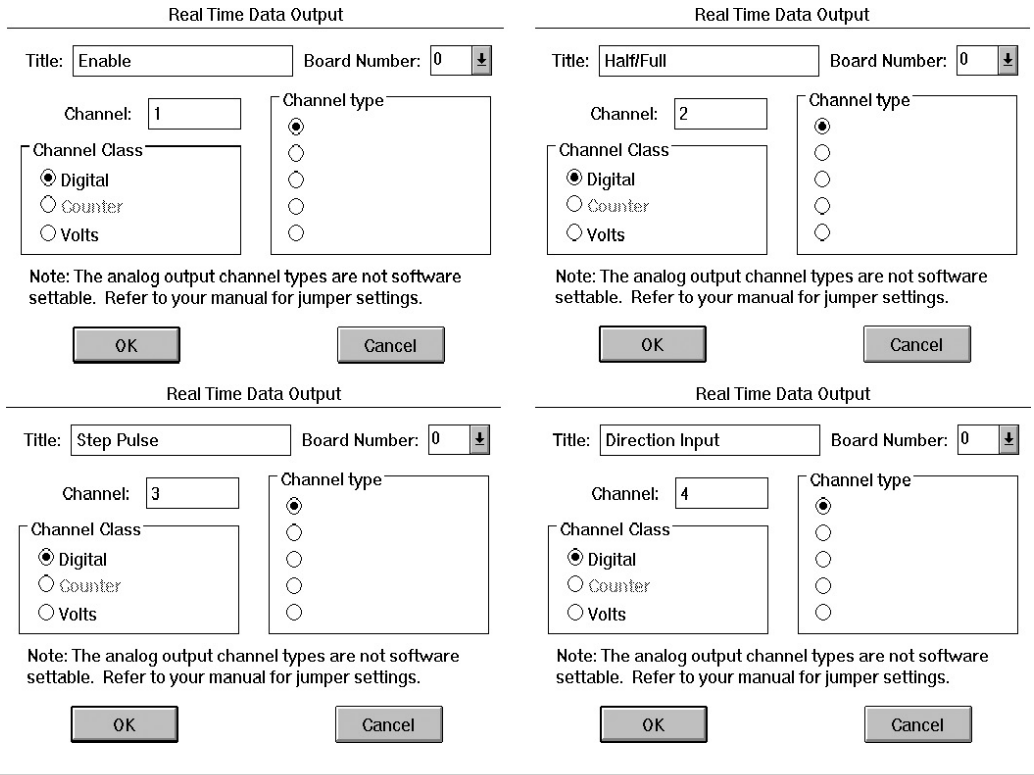 Real Time Data Output
Title: Enable Board Number: 0
Channel: 1
Channel type
Channel Class
Digital
Counter
Volts
Note: The analog output channel types are not software
settable. Refer to your manual for jumper settings.
OK Cancel
Real Time Data Output
Title: Half/Full Board Number: 0
Channel: 2
Channel type
Channel Class
Digital
Counter
Volts
Note: The analog output channel types are not software
settable. Refer to your manual for jumper settings.
OK Cancel
Real Time Data Output
Title: Step Pulse Board Number: 0
Channel: 3
Channel type
Channel Class
Digital
Counter
Volts
Note: The analog output channel types are not software
settable. Refer to your manual for jumper settings.
OK Cancel
Real Time Data Output
Title: Direction Input Board Number: 0
Channel: 4
Channel type
Channel Class
Digital
Counter
Volts
Note: The analog output channel types are not software
settable. Refer to your manual for jumper settings.
OK Cancel